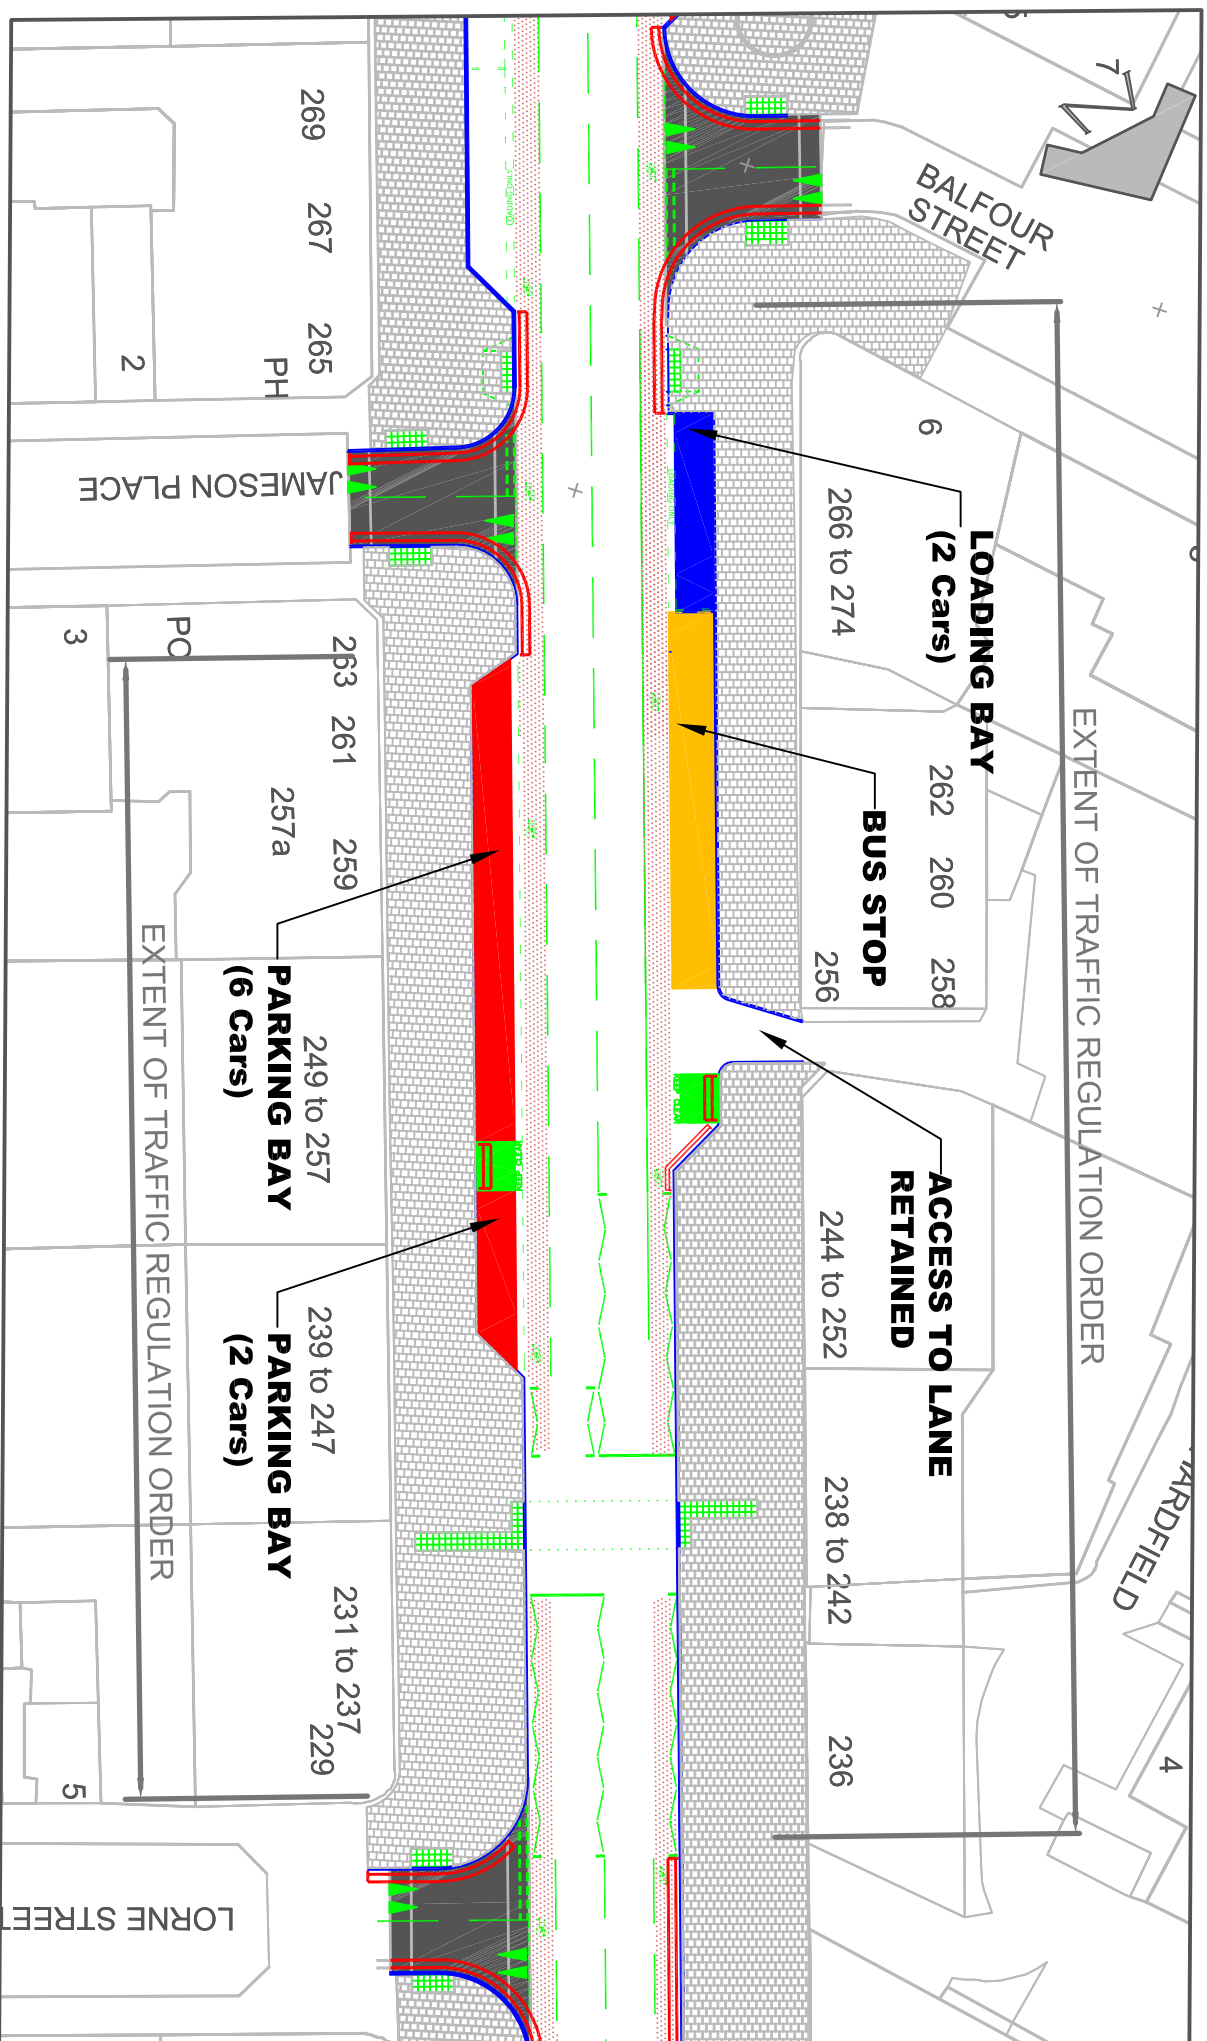 BALFOUR
STREET
7
6
LOADING BAY
(2 Cars)
266 to 274
262
260
258
256
BUS STOP
EXTENT OF TRAFFIC REGULATION ORDER
ACCESS TO LANE
RETAINED
244 to 252
238 to 242
236
4
269
267
265
PH
2
JAMESON PLACE
PO
3
263
261
259
257a
PARKING BAY
(6 Cars)
249 to 257
EXTENT OF TRAFFIC REGULATION ORDER
239 to 247
PARKING BAY
(2 Cars)
231 to 237
229
5
LORNE STREET